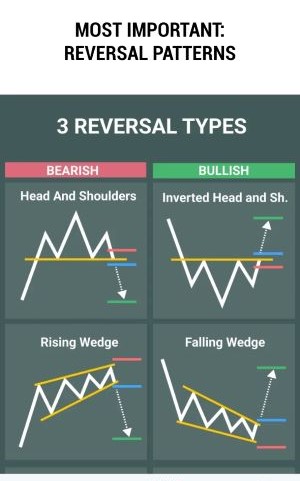 MOST IMPORTANT:
REVERSAL PATTERNS
3 REVERSAL TYPES
BEARISH
BULLISH
Head And Shoulders
Inverted Head and Sh.
Rising Wedge
Falling Wedge